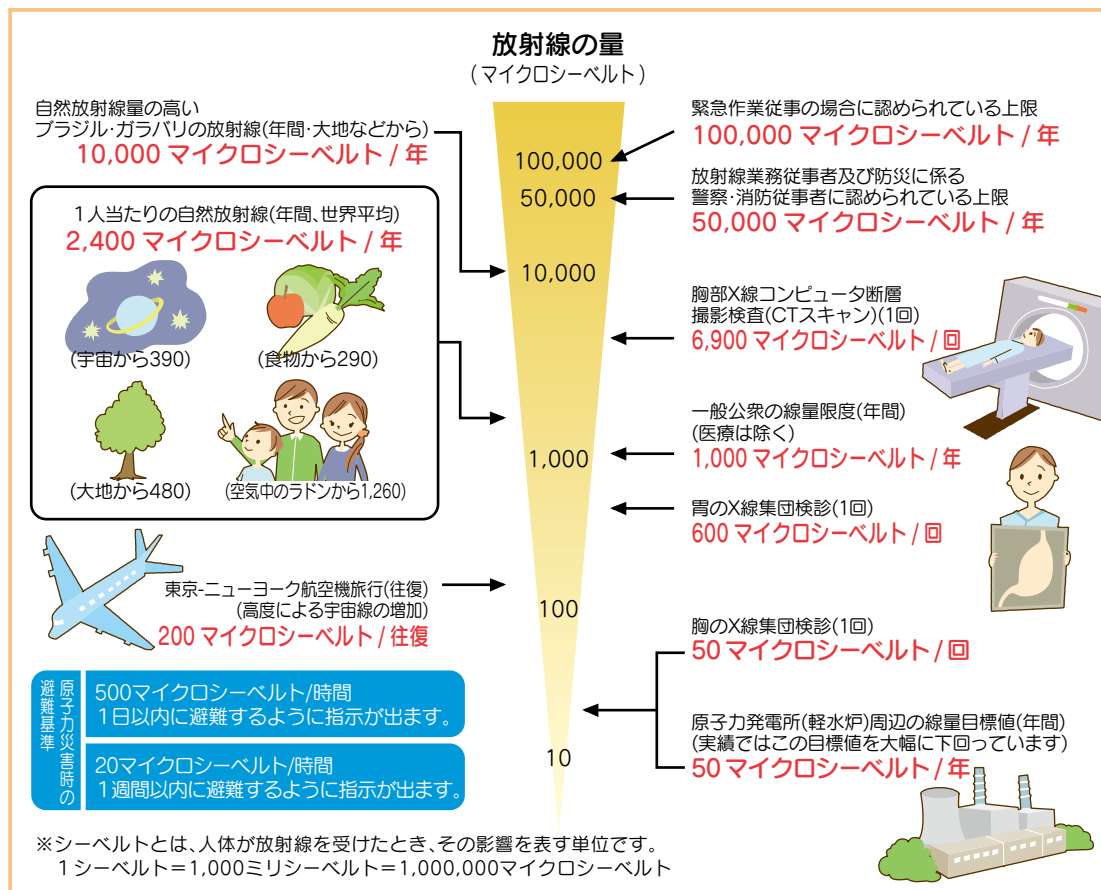 放射線の量
(マイクロシーベルト)
自然放射線量の高い
ブラジル・ガラパリの放射線(年間・大地などから)
10,000 マイクロシーベルト / 年
1人当たりの自然放射線(年間、世界平均)
2,400 マイクロシーベルト / 年
(宇宙から390)
(食物から290)
(大地から480)
(空気中のラドンから1,260)
東京-ニューヨーク航空機旅行(往復)
(高度による宇宙線の増加)
200 マイクロシーベルト / 往復
原子力災害時の
避難基準
500マイクロシーベルト/時間
1日以内に避難するように指示が出ます。
20マイクロシーベルト/時間
1週間以内に避難するように指示が出ます。
100,000
50,000
10,000
1,000
100
10
緊急作業従事の場合に認められている上限
100,000 マイクロシーベルト / 年
放射線業務従事者及び防災に係る
警察・消防従事者に認められている上限
50,000 マイクロシーベルト / 年
胸部X線コンピュータ断層
撮影検査(CTスキャン)(1回)
6,900 マイクロシーベルト / 回
一般公衆の線量限度(年間)
(医療は除く)
1,000 マイクロシーベルト / 年
胃のX線集団検診(1回)
600 マイクロシーベルト / 回
胸のX線集団検診(1回)
50 マイクロシーベルト / 回
原子力発電所(軽水炉)周辺の線量目標値(年間)
(実績ではこの目標値を大幅に下回っています)
50 マイクロシーベルト / 年
※シーベルトとは、人体が放射線を受けたとき、その影響を表す単位です。
1シーベルト=1,000ミリシーベルト=1,000,000マイクロシーベルト